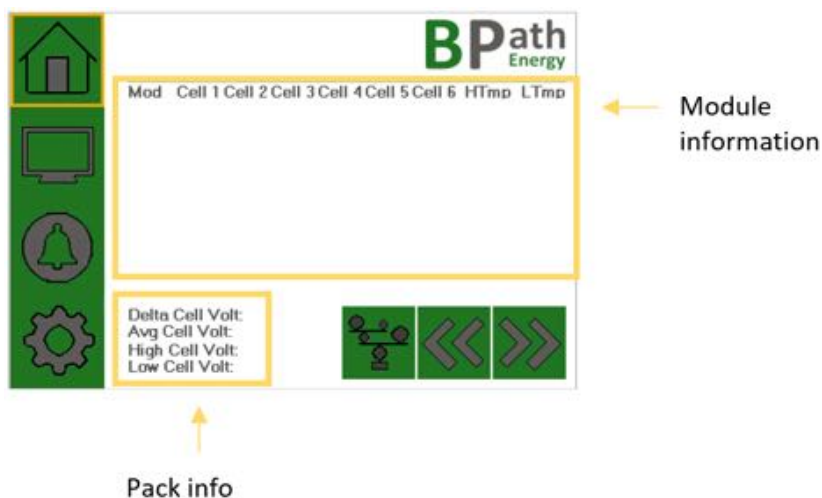 BPath
Energy
Mod Cell 1 Cell 2 Cell 3 Cell 4 Cell 5 Cell 6 HTmp LTmp
Module
information
Delta Cell Volt:
Avg Cell Volt:
High Cell Volt:
Low Cell Volt:
Pack info